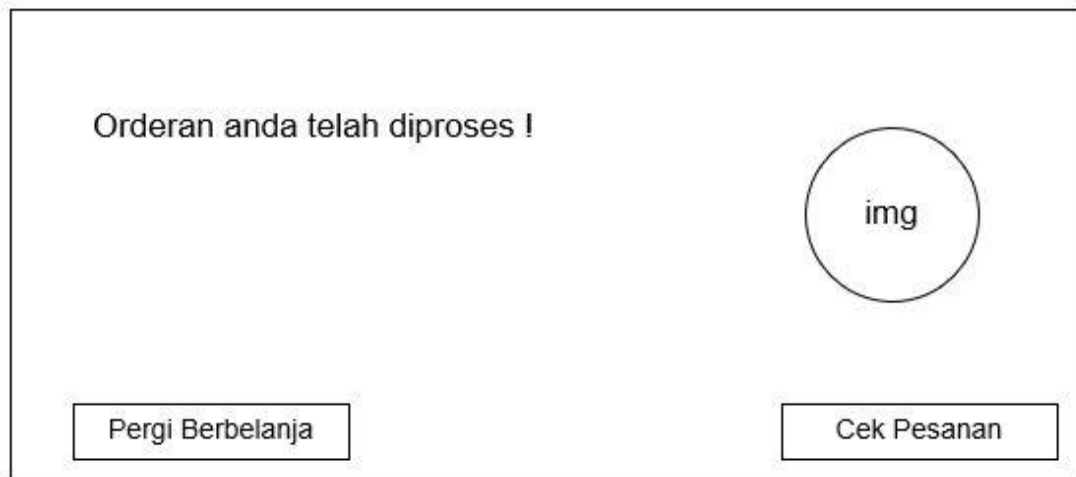 Orderan anda telah diproses !
img
Pergi Berbelanja
Cek Pesanan